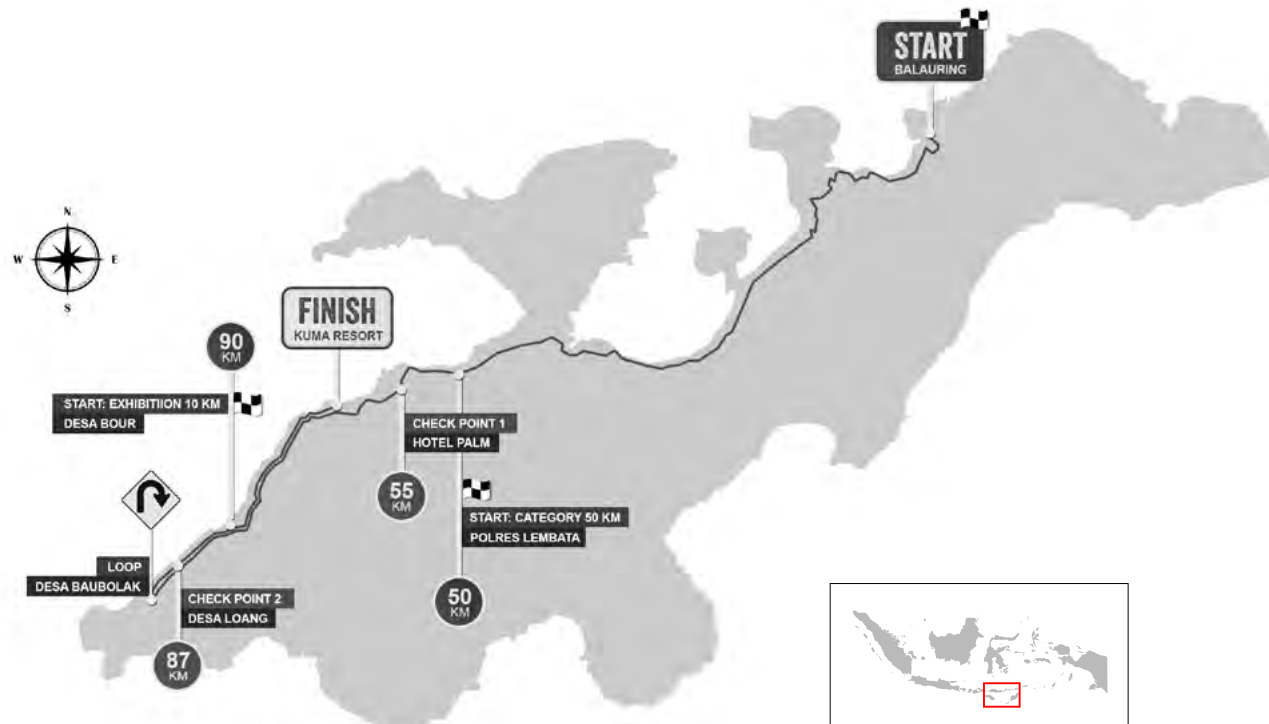 START
BALAURING
N
W
E
S
FINISH
KUMA RESORT
90
KM
START: EXHIBITIION 10 KM
DESA BOUR
CHECK POINT 1
HOTEL PALM
55
KM
START: CATEGORY 50 KM
POLRES LEMBATA
LOOP
DESA BAUBOLAK
CHECK POINT 2
DESA LOANG
50
KM
87
KM